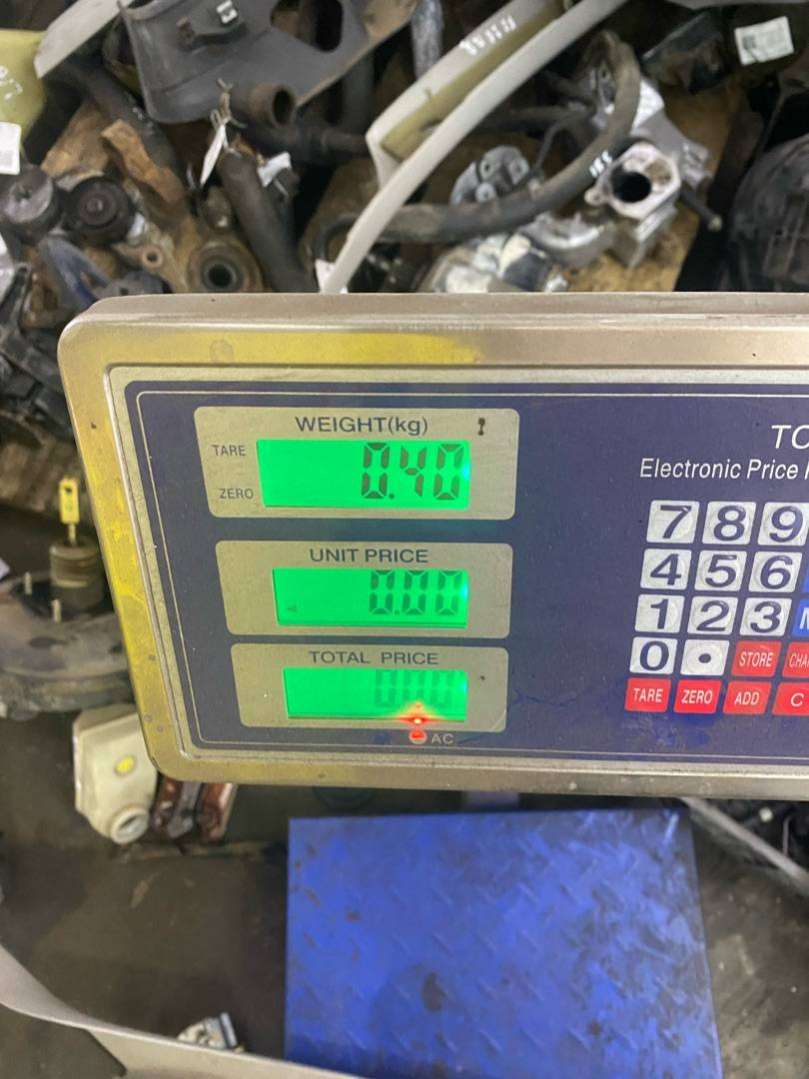 WEIGHT(kg)
TARE
0.40
ZERO
UNIT PRICE
0.00
TOTAL PRICE
0.00
AC
Electronic Price
7 8 9
4 5 6
1 2 3
0 . STORE
TARE ZERO ADD C